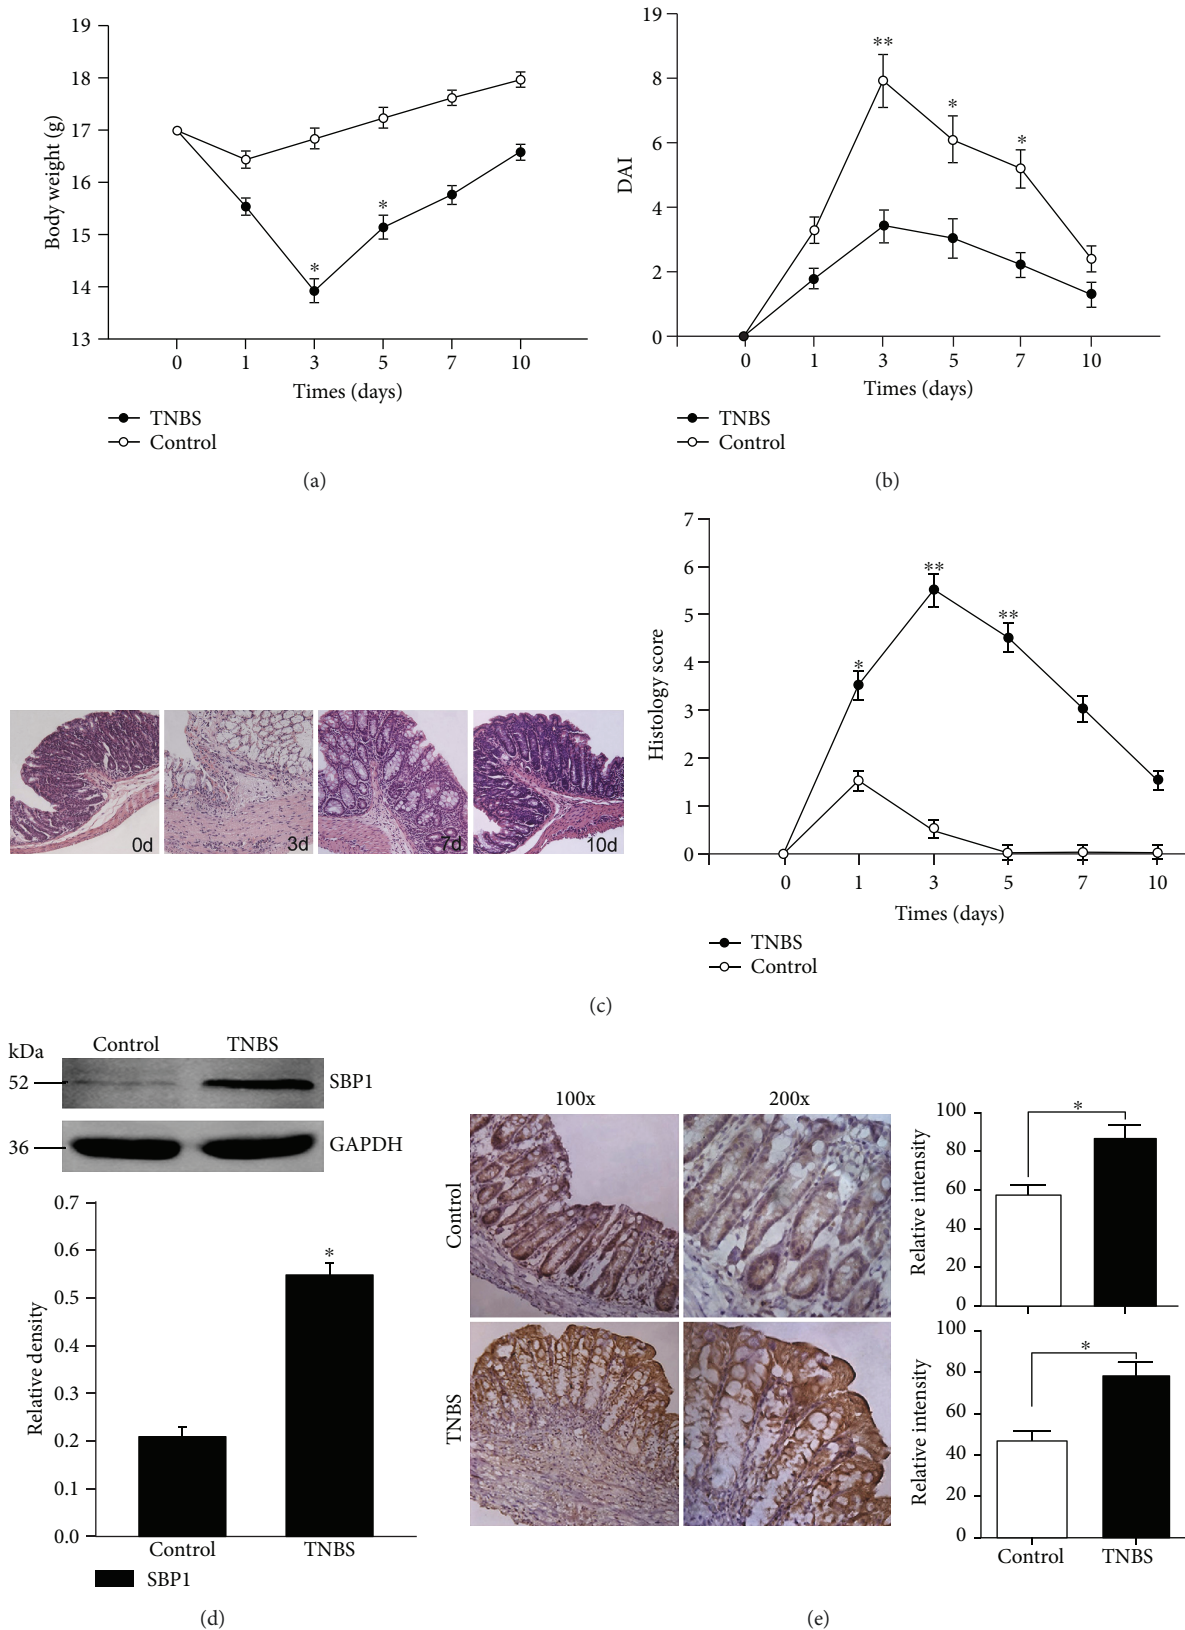 19
18
17
16
15
14
13
Body weight (g)
*
*
0 1 3 5 7 10
Times (days)
TNBS
Control
(a)
19
8
6
4
2
0
DAI
**
*
*
0 1 3 5 7 10
Times (days)
TNBS
Control
(b)
0d
3d
7d
10d
7
6
5
4
3
2
1
0
Histology score
*
**
**
0 1 3 5 7 10
Times (days)
TNBS
Control
(c)
kDa
Control TNBS
52
SBP1
36
GAPDH
0.7
0.6
0.5
0.4
0.3
0.2
0.1
0.0
Relative density
*
Control TNBS
SBP1
(d)
100x 200x
Control
TNBS
100
80
60
40
20
0
Relative intensity
*
100
80
60
40
20
0
Relative intensity
*
Control TNBS
(e)